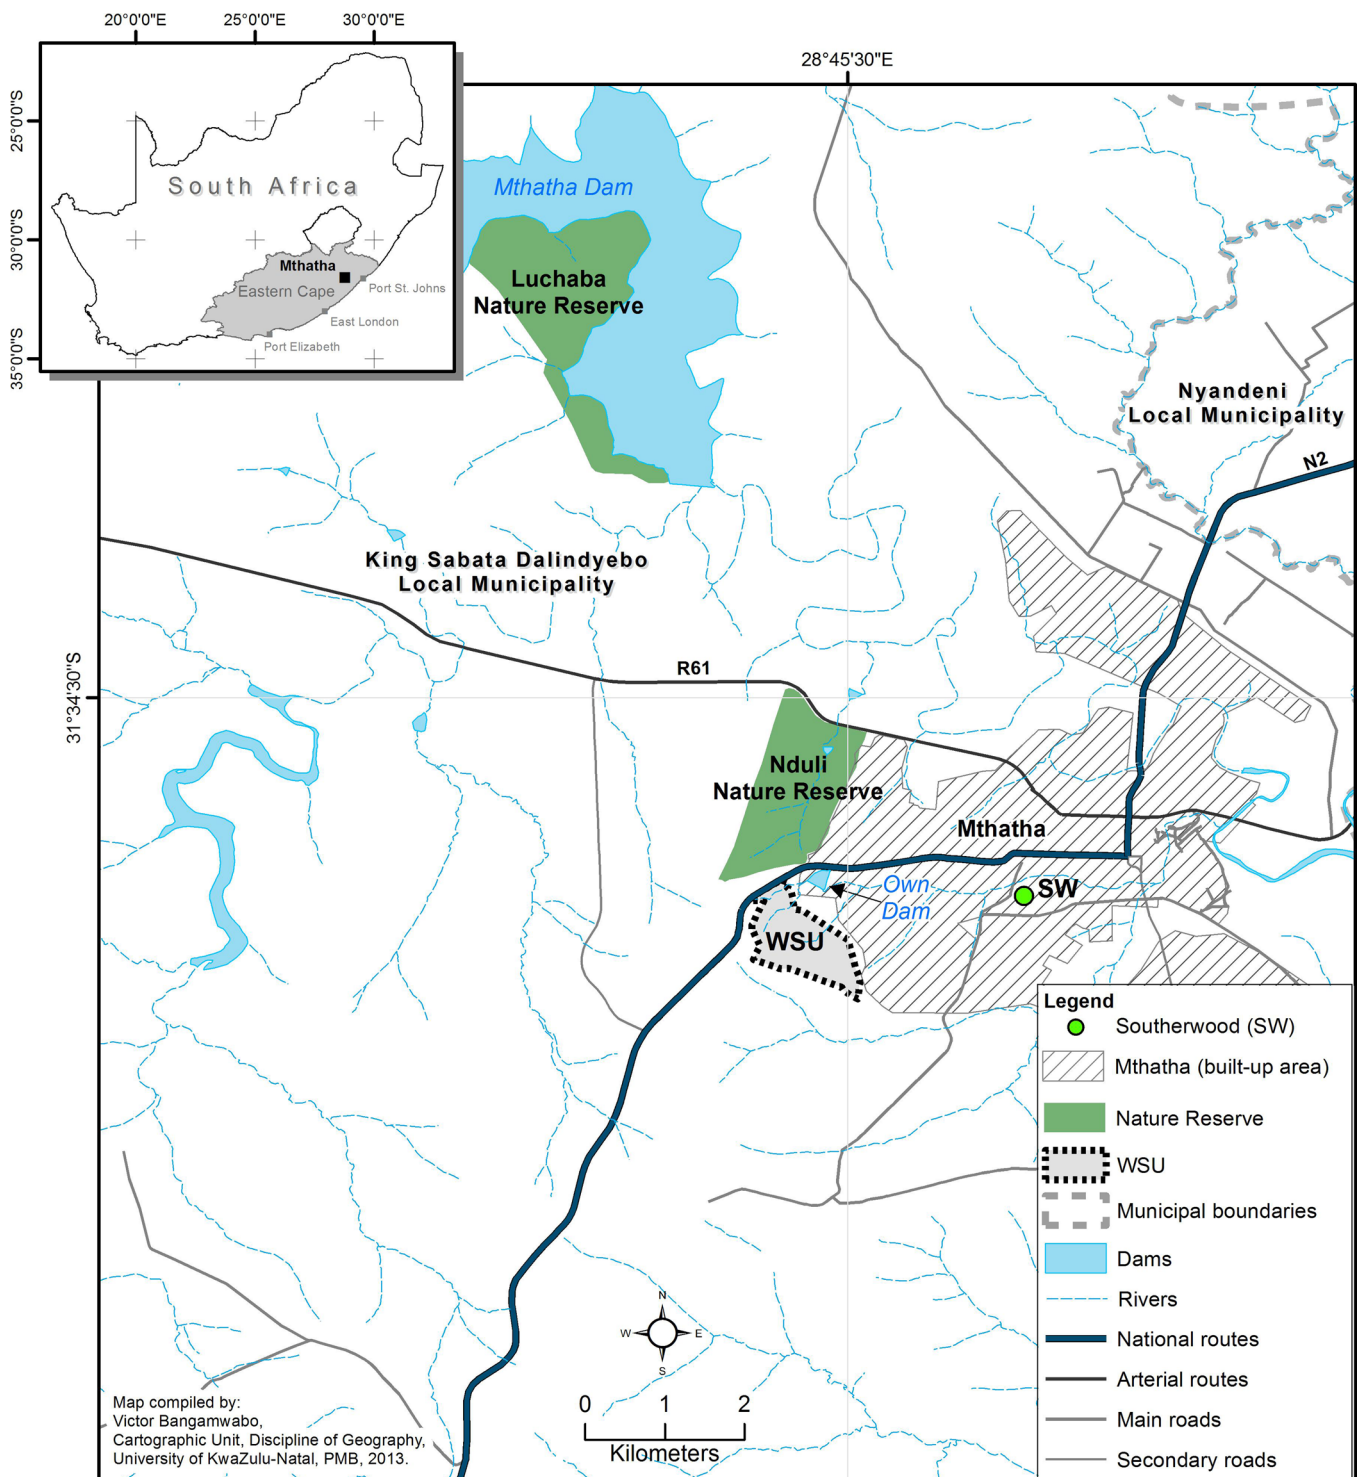 20°0'0"E
25°0'0"E
30°0'0"E
28°45'30"E
25°0'0"S
30°0'0"S
35°0'0"S
31°34'30"S
South Africa
Mthatha
Eastern Cape
Port St. Johns
East London
Port Elizabeth
Mthatha Dam
Luchaba
Nature Reserve
Nyandeni
Local Municipality
N2
King Sabata Dalindyebo
Local Municipality
R61
Nduli
Nature Reserve
Mthatha
Own
Dam
SW
WSU
Legend
Southerwood (SW)
Mthatha (built-up area)
Nature Reserve
WSU
Municipal boundaries
Dams
Rivers
National routes
Arterial routes
Main roads
Secondary roads
N
W
E
S
0 1 2
Kilometers
Map compiled by:
Victor Bangamwabo,
Cartographic Unit, Discipline of Geography,
University of KwaZulu-Natal, PMB, 2013.